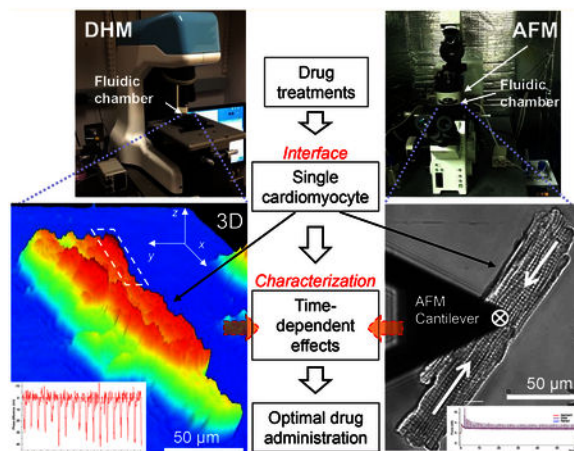 DHM
Fluidic
chamber
AFM
Fluidic
chamber
Drug
treatments
Interface
Single
cardiomyocyte
3D
z
y
x
Characterization
Time-
dependent
effects
AFM
Cantilever
Optimal drug
administration
50 µm
50 µm